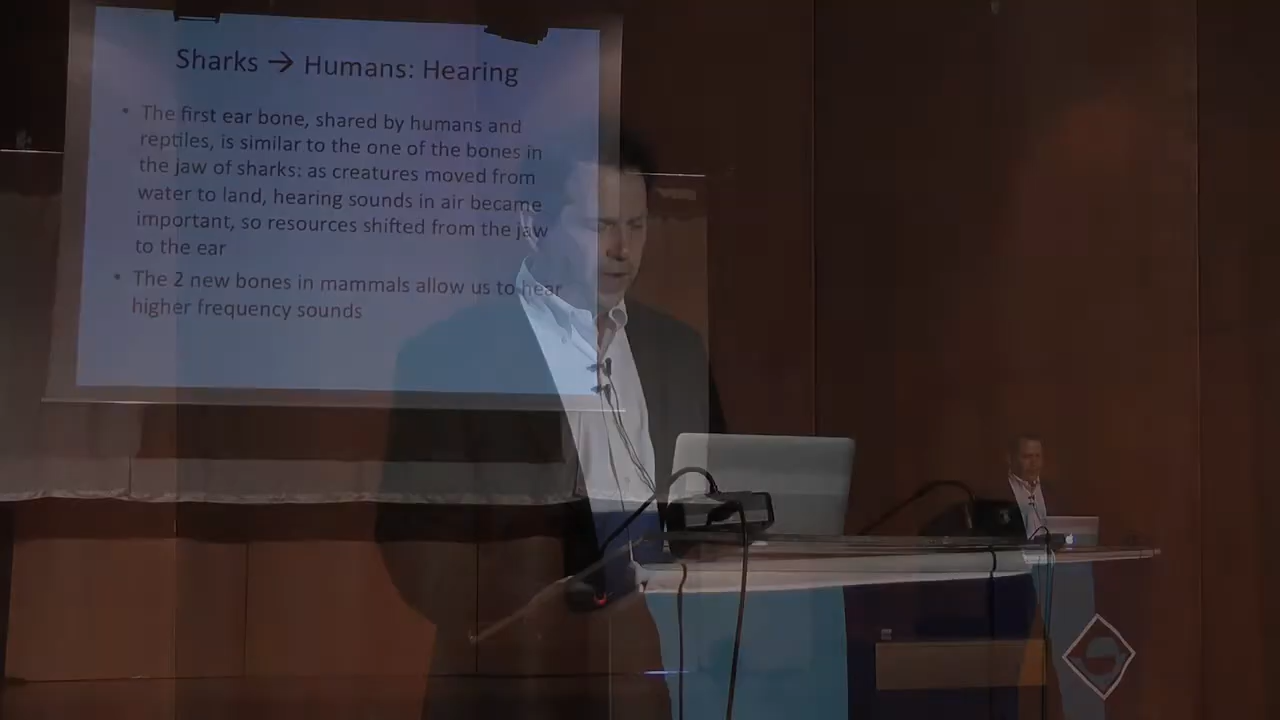 Sharks → Humans: Hearing
• The first ear bone, shared by humans and
reptiles, is similar to the one of the bones in
the jaw of sharks: as creatures moved from
water to land, hearing sounds in air became
important, so resources shifted from the jaw
to the ear
• The 2 new bones in mammals allow us to hear
higher frequency sounds